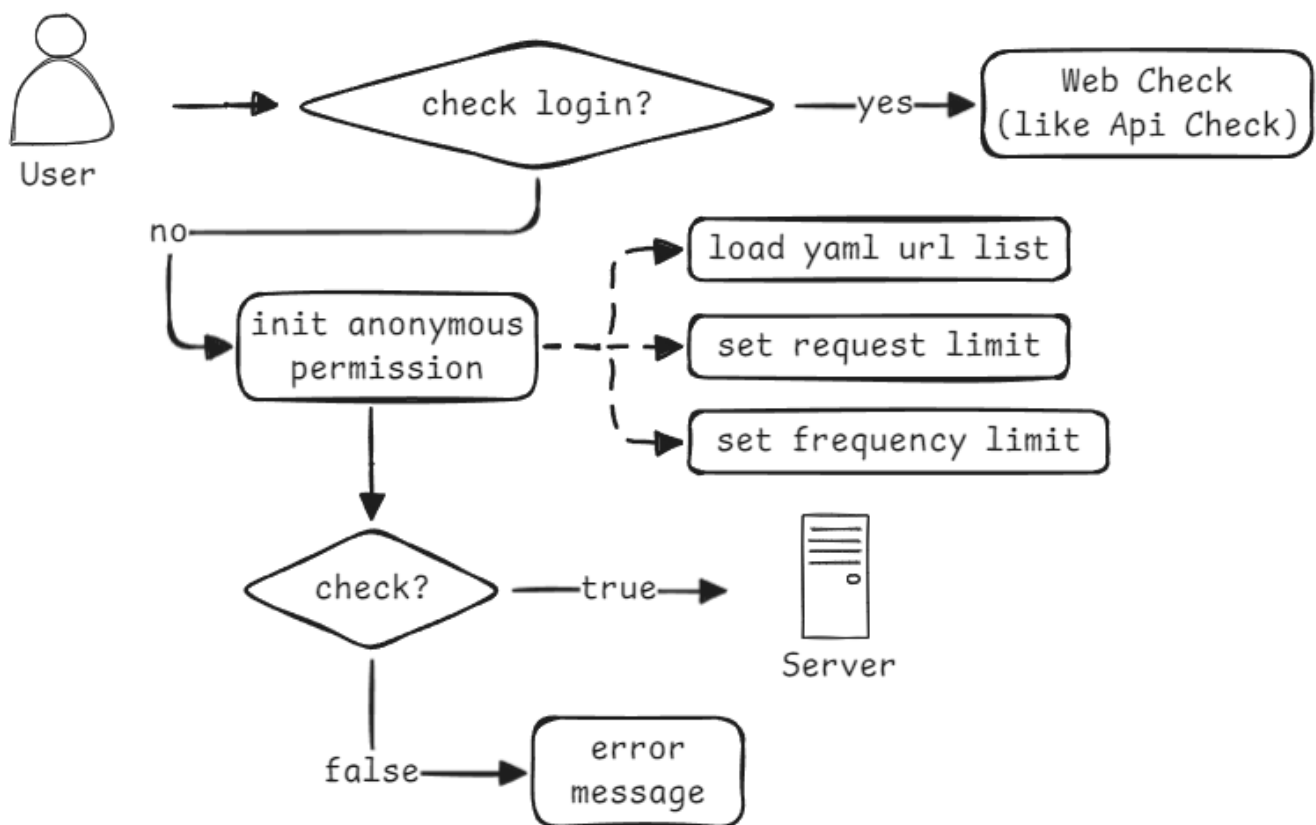 User
check login?
yes
Web Check
(like Api Check)
no
init anonymous
permission
load yaml url list
set request limit
set frequency limit
check?
true
Server
false
error
message